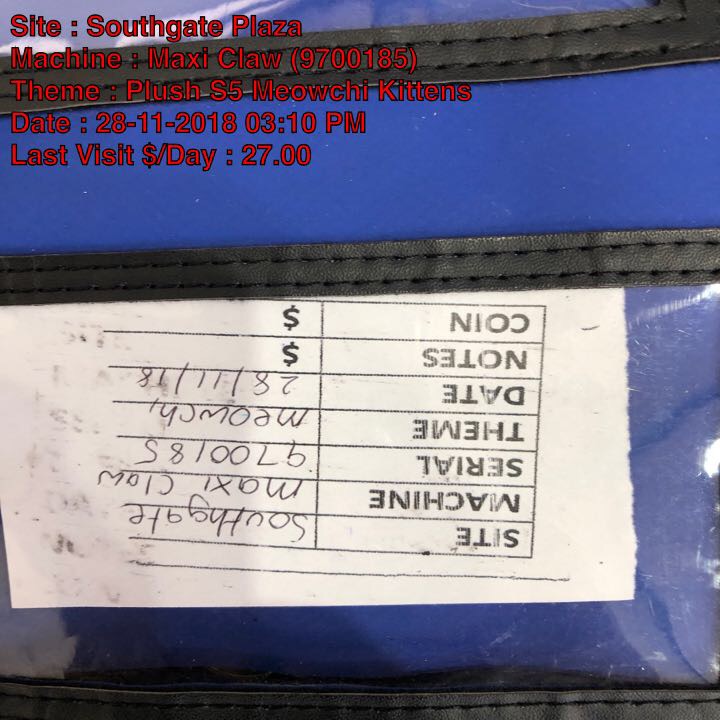 Site : Southgate Plaza
Machine : Maxi Claw (9700185)
Theme : Plush S5 Meowchi Kittens
Date : 28-11-2018 03:10 PM
Last Visit $/Day : 27.00
SITE Southgate
MACHINE maxi claw
SERIAL 9700185
THEME meowchi
DATE 28/11/18
NOTES $
COIN $